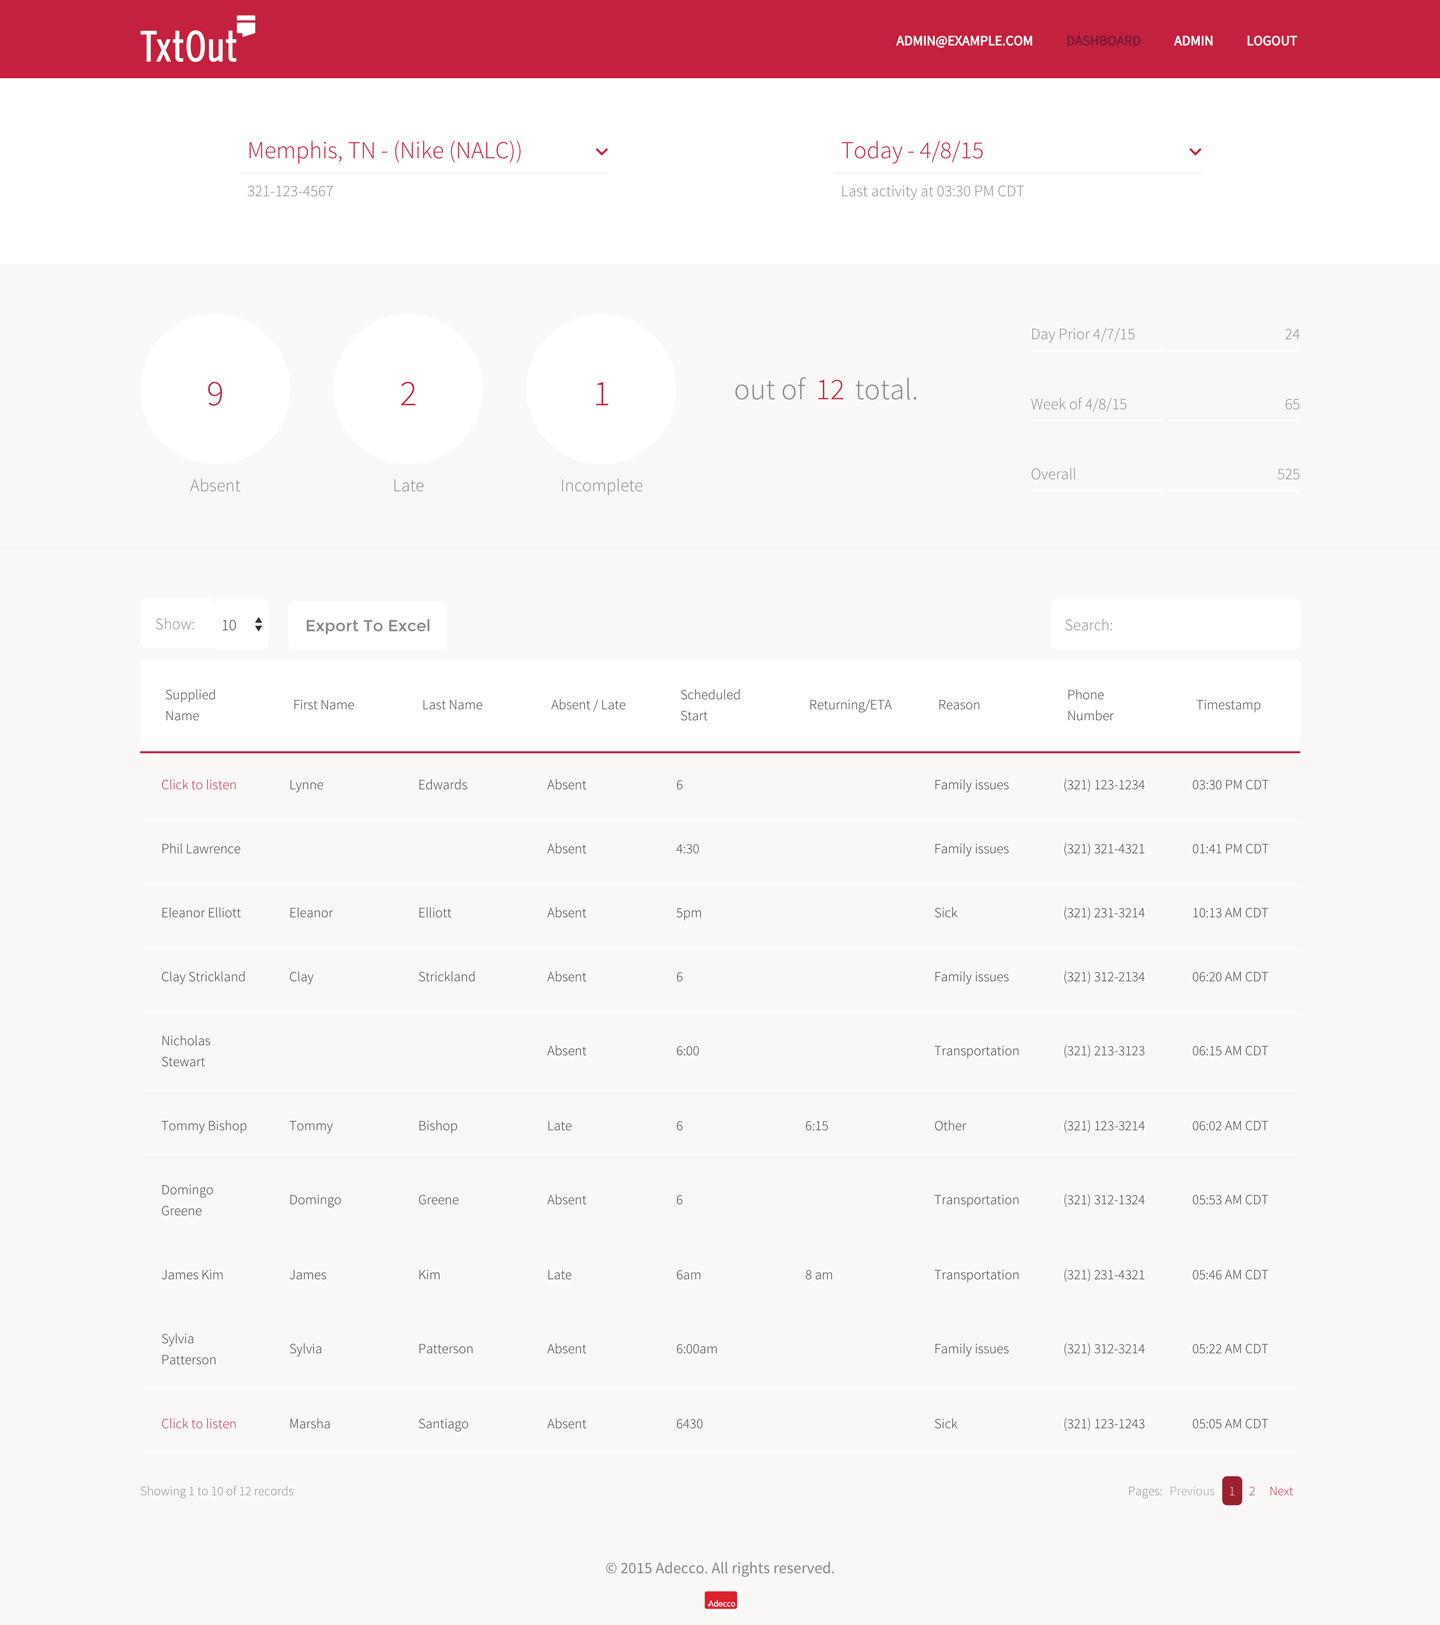 TxtOut
ADMIN@EXAMPLE.COM DASHBOARD ADMIN LOGOUT
Memphis, TN - (Nike (NALC)) Today - 4/8/15
321-123-4567 Last activity at 03:30 PM CDT
9 2 1 out of 12 total.
Absent Late Incomplete
Day Prior 4/7/15 24
Week of 4/8/15 65
Overall 525
Show: 10 Export To Excel Search:
Supplied Name First Name Last Name Absent / Late Scheduled Start Returning/ETA Reason Phone Number Timestamp
Click to listen Lynne Edwards Absent 6 Family issues (321) 123-1234 03:30 PM CDT
Phil Lawrence Absent 4:30 Family issues (321) 321-4321 01:41 PM CDT
Eleanor Elliott Eleanor Elliott Absent 5pm Sick (321) 231-3214 10:13 AM CDT
Clay Strickland Clay Strickland Absent 6 Family issues (321) 312-2134 06:20 AM CDT
Nicholas Stewart Absent 6:00 Transportation (321) 213-3123 06:15 AM CDT
Tommy Bishop Tommy Bishop Late 6 6:15 Other (321) 123-3214 06:02 AM CDT
Domingo Greene Domingo Greene Absent 6 Transportation (321) 312-1324 05:53 AM CDT
James Kim James Kim Late 6am 8 am Transportation (321) 231-4321 05:46 AM CDT
Sylvia Patterson Sylvia Patterson Absent 6:00am Family issues (321) 312-3214 05:22 AM CDT
Click to listen Marsha Santiago Absent 6430 Sick (321) 123-1243 05:05 AM CDT
Showing 1 to 10 of 12 records Pages: Previous 1 2 Next
© 2015 Adecco. All rights reserved.
Adecco